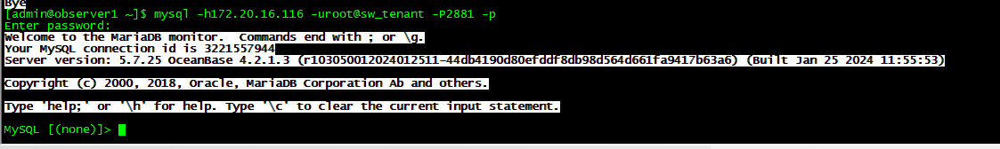 Bye
[admin@observer1 ~]$ mysql -h172.20.16.116 -uroot@sw_tenant -P2881 -p
Enter password:
Welcome to the MariaDB monitor.  Commands end with ; or \g.
Your MySQL connection id is 3221557944
Server version: 5.7.25 OceanBase 4.2.1.3 (r103050012024012511-44db4190d80efddf8db98d564d661fa9417b63a6) (Built Jan 25 2024 11:55:53)
Copyright (c) 2000, 2018, Oracle, MariaDB Corporation Ab and others.
Type 'help;' or '\h' for help. Type '\c' to clear the current input statement.
MySQL [(none)]>